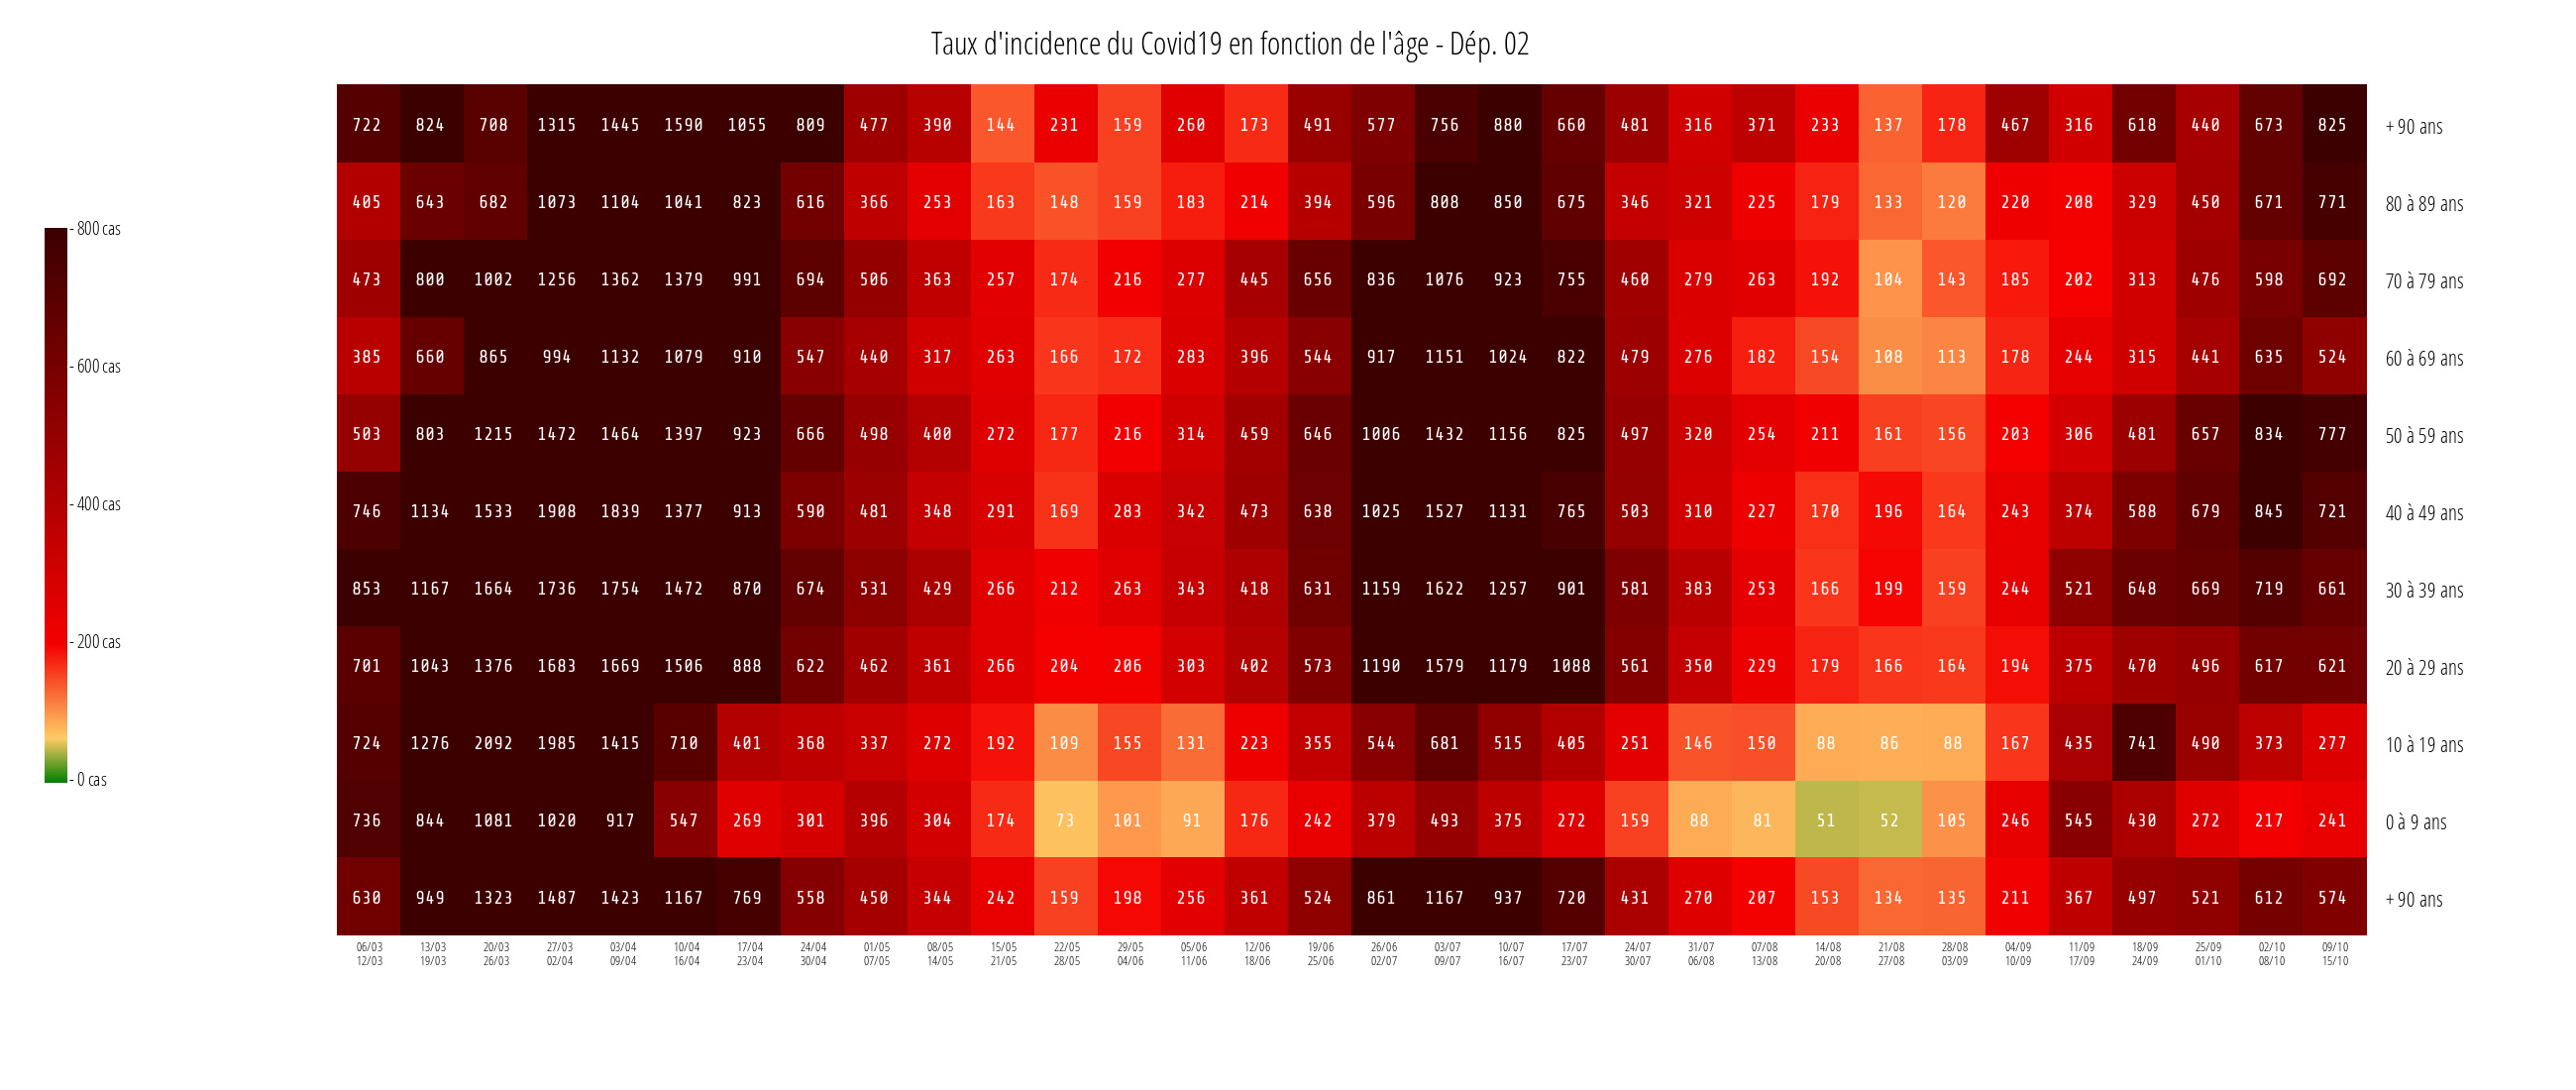 Taux d'incidence du Covid19 en fonction de l'âge - Dép. 02
- 800 cas
- 600 cas
- 400 cas
- 200 cas
- 0 cas
722 824 708 1315 1445 1590 1055 809 477 390 144 231 159 260 173 491 577 756 880 660 481 316 371 233 137 178 467 316 618 440 673 825 + 90 ans
405 643 682 1073 1104 1041 823 616 366 253 163 148 159 183 214 394 596 808 850 675 346 321 225 179 133 120 220 208 329 450 671 771 80 à 89 ans
473 800 1002 1256 1362 1379 991 694 506 363 257 174 216 277 445 656 836 1076 923 755 460 279 263 192 104 143 185 202 313 476 598 692 70 à 79 ans
385 660 865 994 1132 1079 910 547 440 317 263 166 172 283 396 544 917 1151 1024 822 479 276 182 154 108 113 178 244 315 441 635 524 60 à 69 ans
503 803 1215 1472 1464 1397 923 666 498 400 272 177 216 314 459 646 1006 1432 1156 825 497 320 254 211 161 156 203 306 481 657 834 777 50 à 59 ans
746 1134 1533 1908 1839 1377 913 590 481 348 291 169 283 342 473 638 1025 1527 1131 765 503 310 227 170 196 164 243 374 588 679 845 721 40 à 49 ans
853 1167 1664 1736 1754 1472 870 674 531 429 266 212 263 343 418 631 1159 1622 1257 901 581 383 253 166 199 159 244 521 648 669 719 661 30 à 39 ans
701 1043 1376 1683 1669 1506 888 622 462 361 266 204 206 303 402 573 1190 1579 1179 1088 561 350 229 179 166 164 194 375 470 496 617 621 20 à 29 ans
724 1276 2092 1985 1415 710 401 368 337 272 192 109 155 131 223 355 544 681 515 405 251 146 150 88 86 88 167 435 741 490 373 277 10 à 19 ans
736 844 1081 1020 917 547 269 301 396 304 174 73 101 91 176 242 379 493 375 272 159 88 81 51 52 105 246 545 430 272 217 241 0 à 9 ans
630 949 1323 1487 1423 1167 769 558 450 344 242 159 198 256 361 524 861 1167 937 720 431 270 207 153 134 135 211 367 497 521 612 574 + 90 ans
06/03 13/03 20/03 27/03 03/04 10/04 17/04 24/04 01/05 08/05 15/05 22/05 29/05 05/06 12/06 19/06 26/06 03/07 10/07 17/07 24/07 31/07 07/08 14/08 21/08 28/08 04/09 11/09 18/09 25/09 02/10 09/10
12/03 19/03 26/03 02/04 09/04 16/04 23/04 30/04 07/05 14/05 21/05 28/05 04/06 11/06 18/06 25/06 02/07 09/07 16/07 23/07 30/07 06/08 13/08 20/08 27/08 03/09 10/09 17/09 24/09 01/10 08/10 15/10